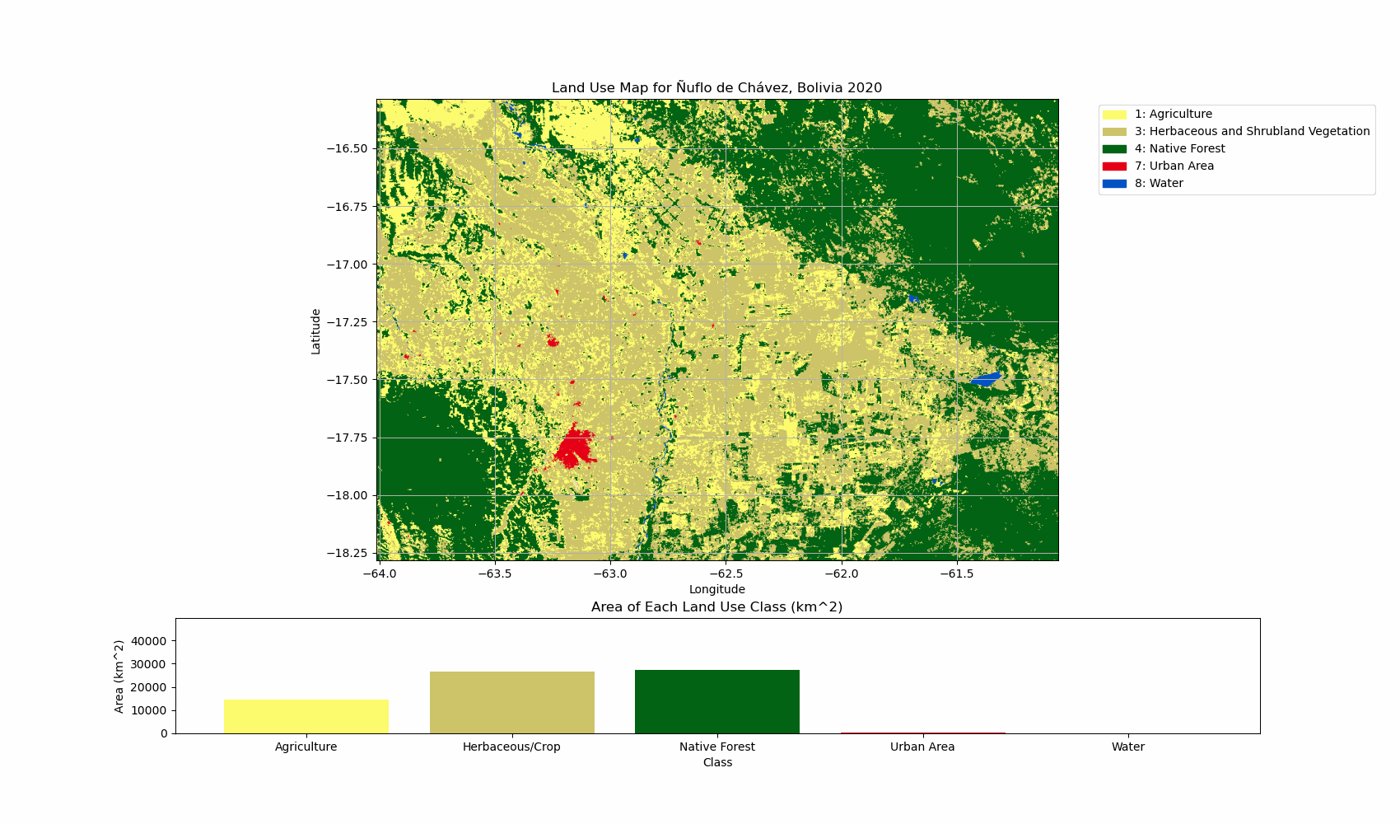 Land Use Map for Ñuflo de Chávez, Bolivia 2020
1: Agriculture
3: Herbaceous and Shrubland Vegetation
4: Native Forest
7: Urban Area
8: Water
Latitude
−16.50
−16.75
−17.00
−17.25
−17.50
−17.75
−18.00
−18.25
−64.0 −63.5 −63.0 −62.5 −62.0 −61.5
Longitude
Area of Each Land Use Class (km^2)
Area (km^2)
40000
30000
20000
10000
0
Agriculture Herbaceous/Crop Native Forest Urban Area Water
Class